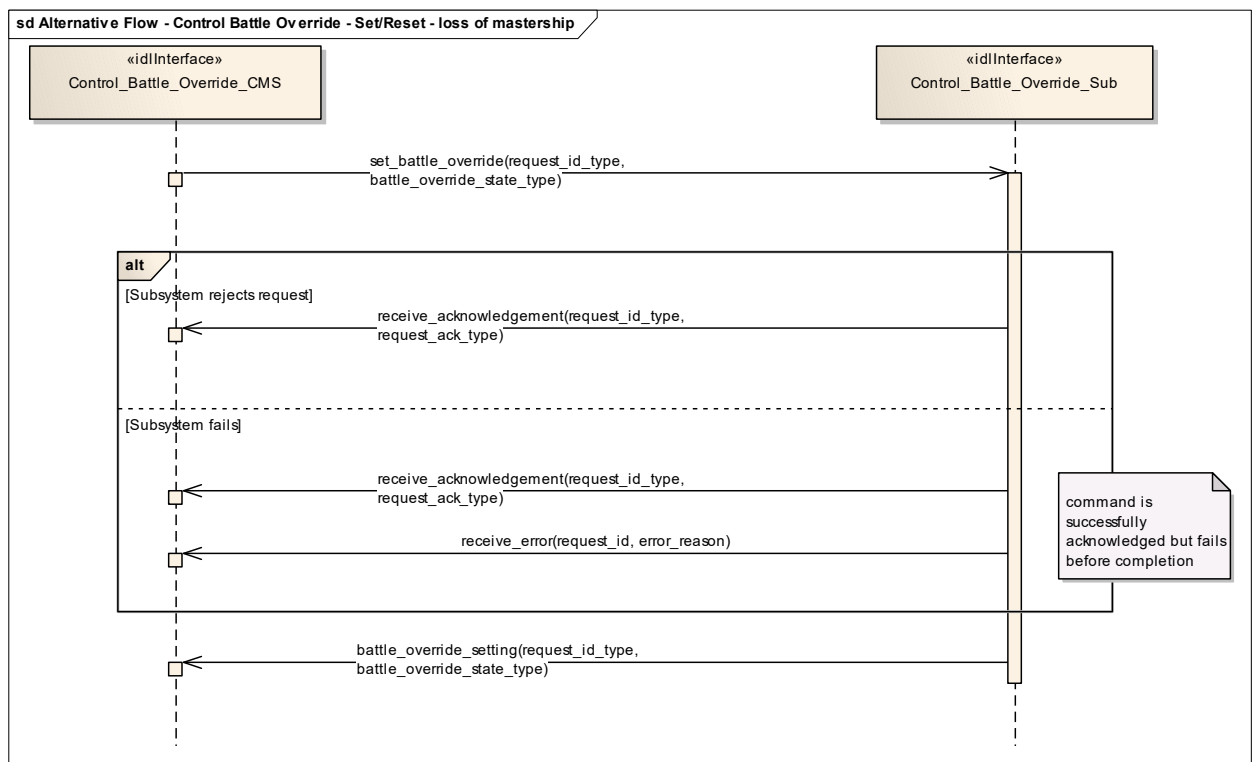 sd Alternative Flow - Control Battle Override - Set/Reset - loss of mastership
«idlInterface»
Control_Battle_Override_CMS
«idlInterface»
Control_Battle_Override_Sub
set_battle_override(request_id_type,
battle_override_state_type)
alt
[Subsystem rejects request]
receive_acknowledgement(request_id_type,
request_ack_type)
[Subsystem fails]
receive_acknowledgement(request_id_type,
request_ack_type)
command is
successfully
acknowledged but fails
before completion
receive_error(request_id, error_reason)
battle_override_setting(request_id_type,
battle_override_state_type)